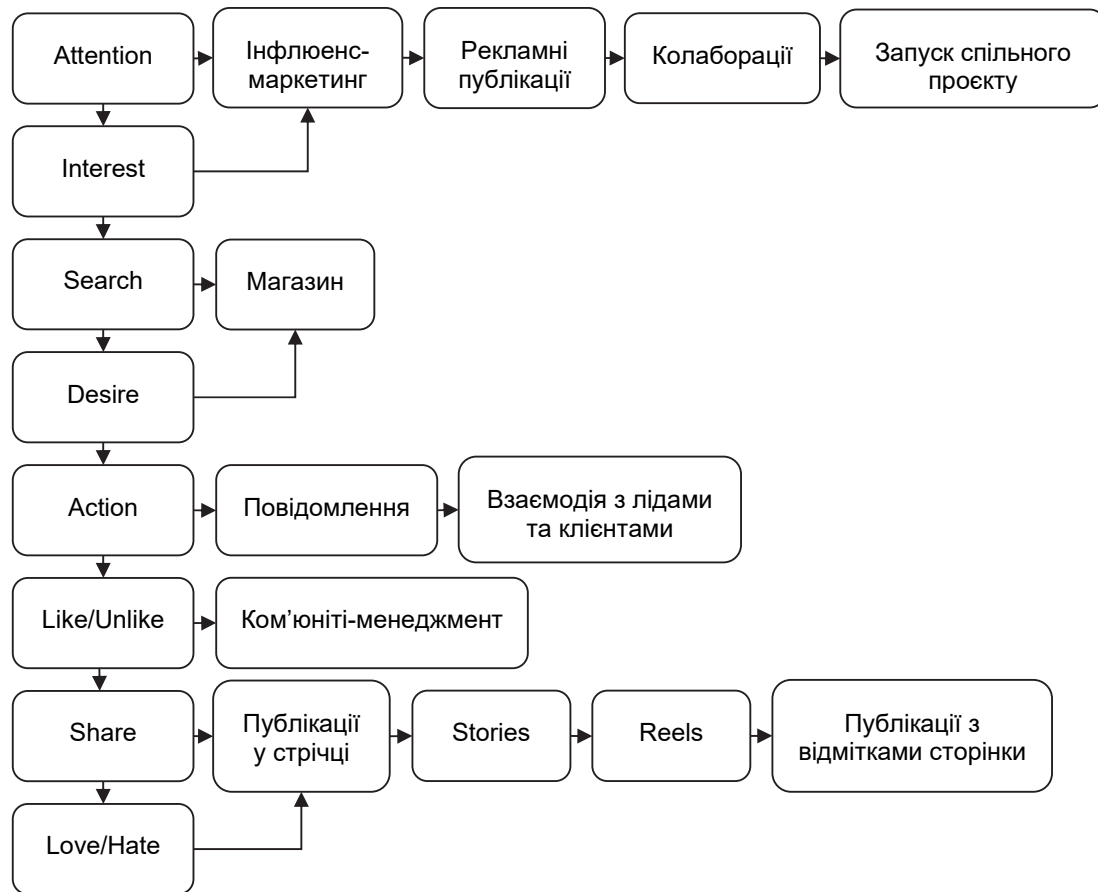 Attention
Інфлюенс-
маркетинг
Рекламні
публікації
Колаборації
Запуск спільного
проєкту
Interest
Search
Магазин
Desire
Action
Повідомлення
Взаємодія з лідами
та клієнтами
Like/Unlike
Ком’юніті-менеджмент
Share
Публікації
у стрічці
Stories
Reels
Публікації з
відмітками сторінки
Love/Hate